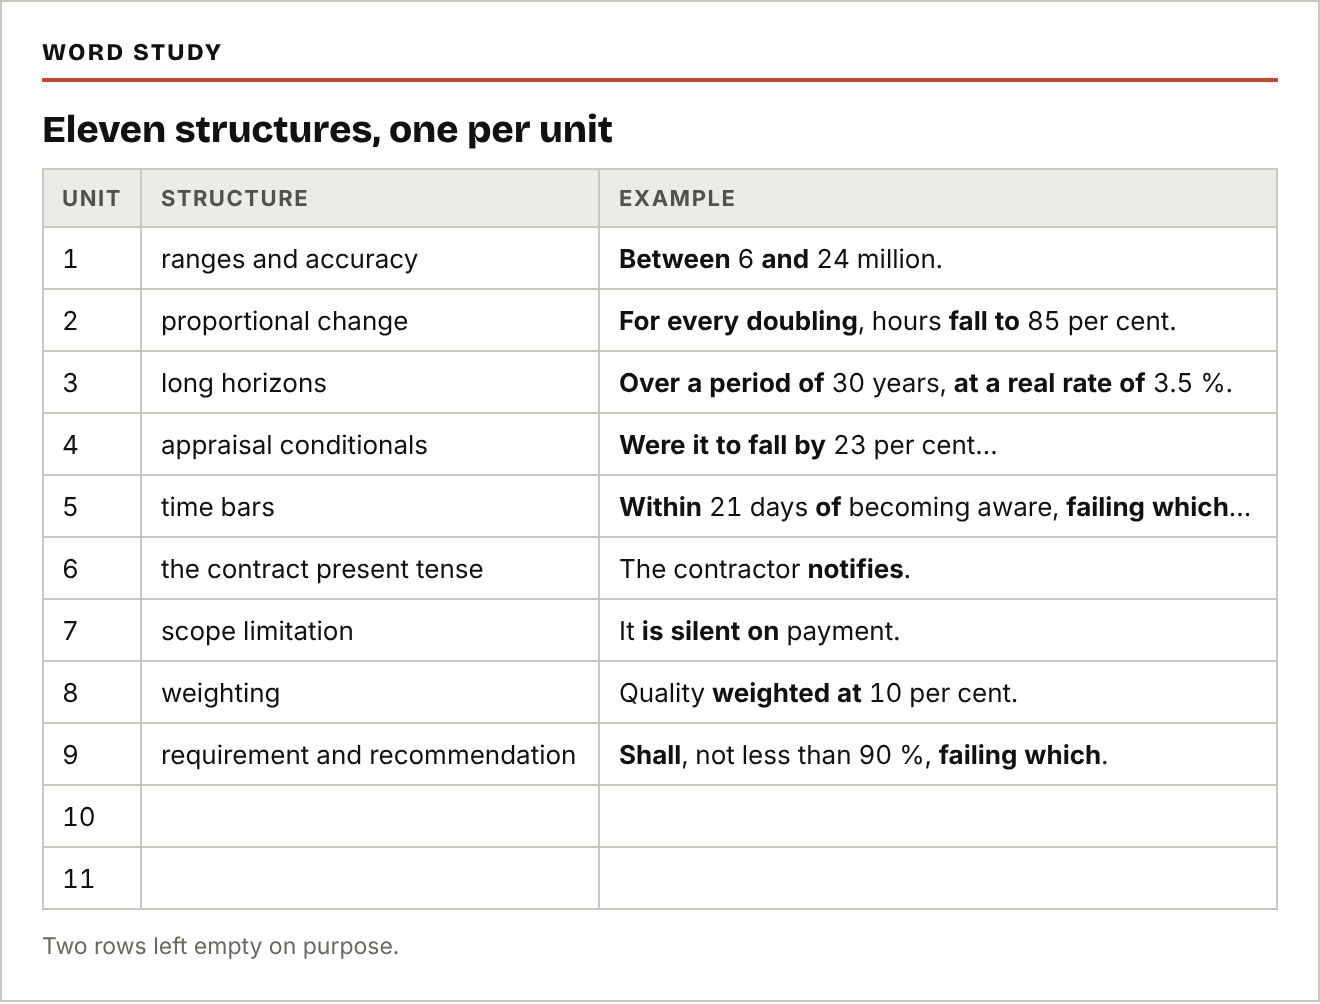 WORD STUDY
Eleven structures, one per unit
UNIT STRUCTURE EXAMPLE
1 ranges and accuracy Between 6 and 24 million.
2 proportional change For every doubling, hours fall to 85 per cent.
3 long horizons Over a period of 30 years, at a real rate of 3.5 %.
4 appraisal conditionals Were it to fall by 23 per cent…
5 time bars Within 21 days of becoming aware, failing which…
6 the contract present tense The contractor notifies.
7 scope limitation It is silent on payment.
8 weighting Quality weighted at 10 per cent.
9 requirement and recommendation Shall, not less than 90 %, failing which.
10
11
Two rows left empty on purpose.